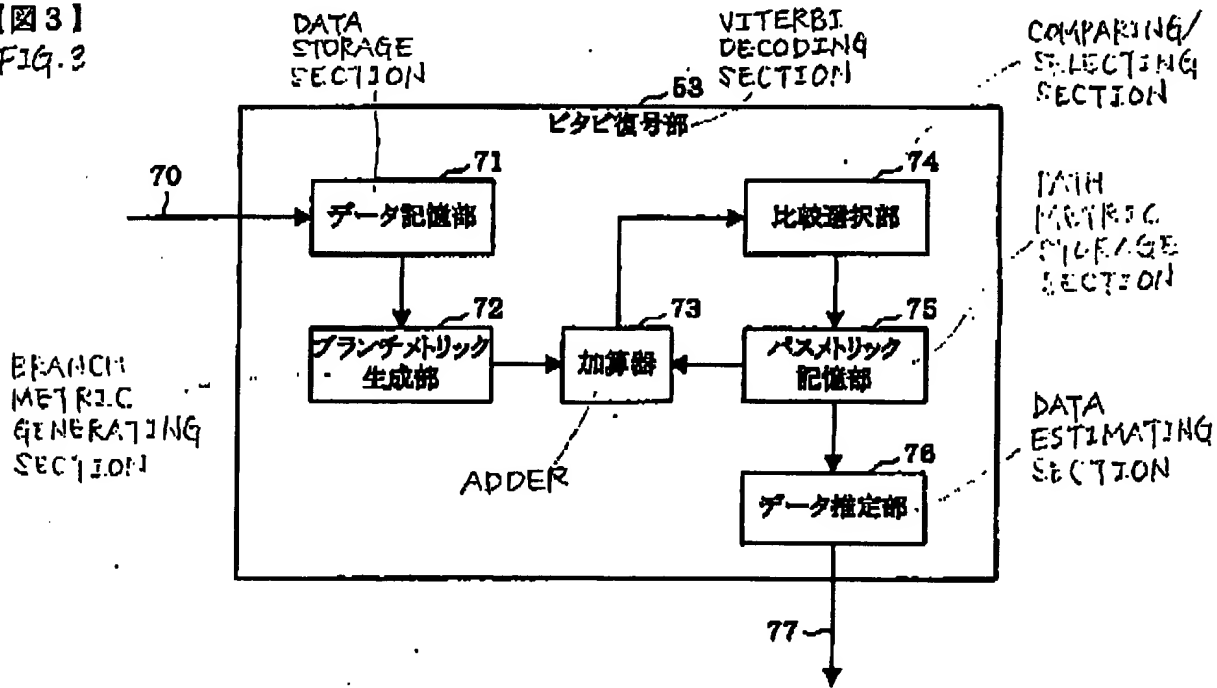 【図3】
FIG.3
DATA
STORAGE
SECTION
VITERBI
DECODING
SECTION
COMPARING/
SELECTING
SECTION
53
ビタビ復号部
70
71
データ記憶部
74
比較選択部
PATH
METRIC
STORAGE
SECTION
72
ブランチメトリック
生成部
73
加算器
75
パスメトリック
記憶部
BRANCH
METRIC
GENERATING
SECTION
ADDER
DATA
ESTIMATING
SECTION
76
データ推定部
77